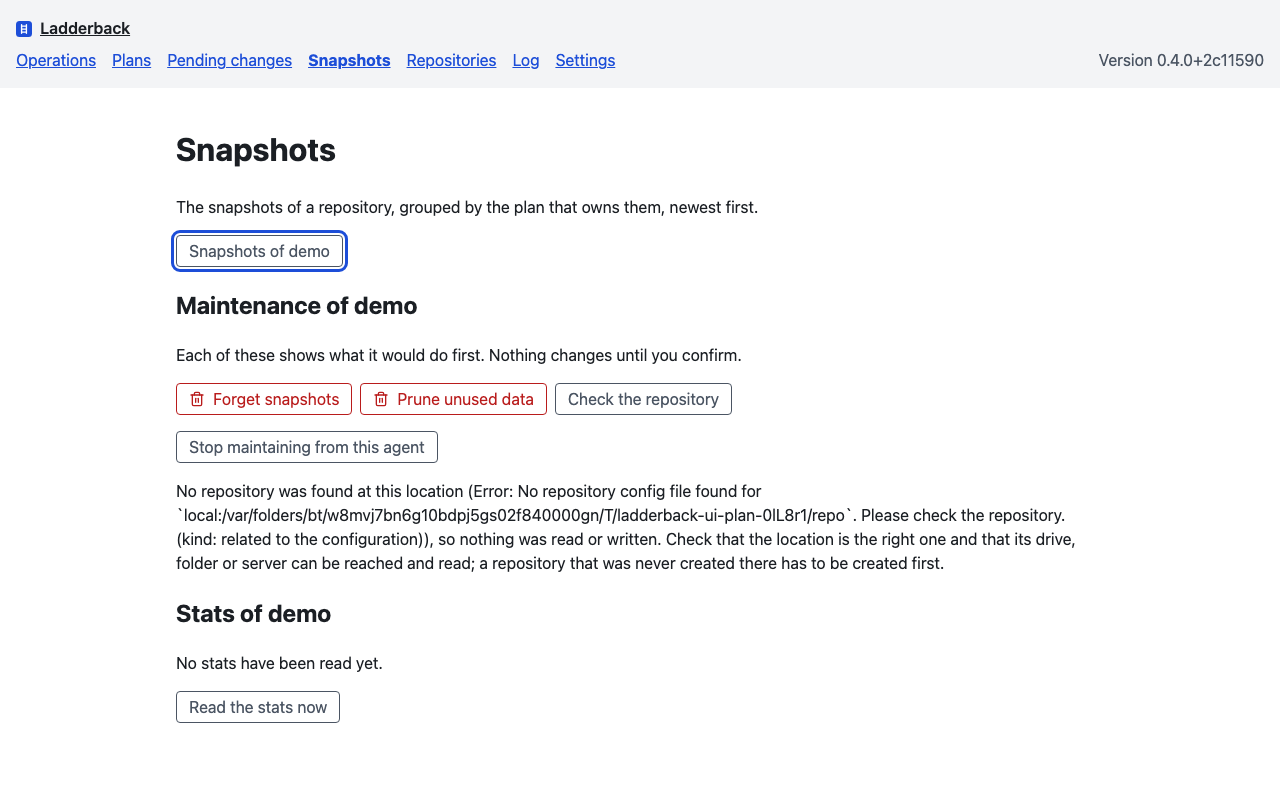 Ladderback
Operations Plans Pending changes Snapshots Repositories Log Settings Version 0.4.0+2c11590
Snapshots
The snapshots of a repository, grouped by the plan that owns them, newest first.
Snapshots of demo
Maintenance of demo
Each of these shows what it would do first. Nothing changes until you confirm.
Forget snapshots Prune unused data Check the repository
Stop maintaining from this agent
No repository was found at this location (Error: No repository config file found for
`local:/var/folders/bt/w8mvj7bn6g10bdpj5gs02f840000gn/T/ladderback-ui-plan-0lL8r1/repo`. Please check the repository.
(kind: related to the configuration)), so nothing was read or written. Check that the location is the right one and that its drive,
folder or server can be reached and read; a repository that was never created there has to be created first.
Stats of demo
No stats have been read yet.
Read the stats now